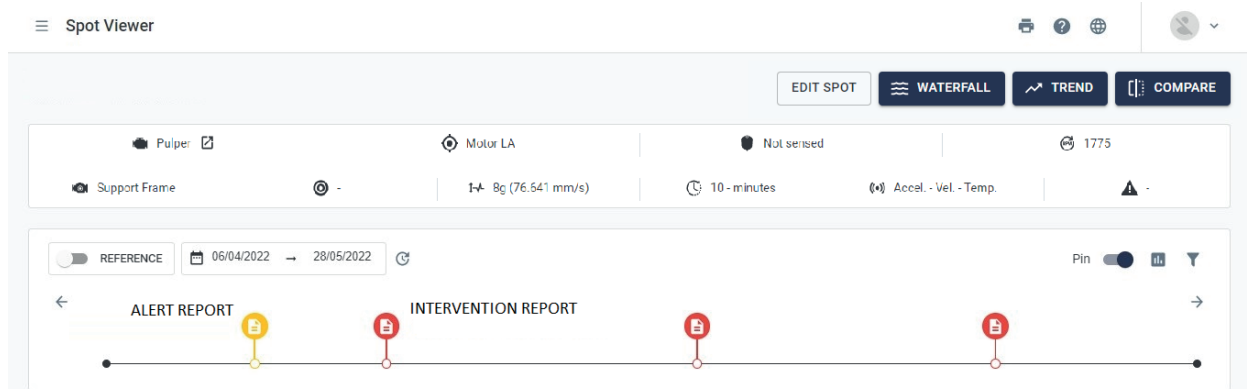 Spot Viewer
EDIT SPOT
WATERFALL
TREND
COMPARE
Pulper
Motor LA
Not sensed
1775
Support Frame
-
8g (76.641 mm/s)
10 - minutes
Accel. - Vel. - Temp.
-
REFERENCE
06/04/2022 → 28/05/2022
Pin
ALERT REPORT
INTERVENTION REPORT